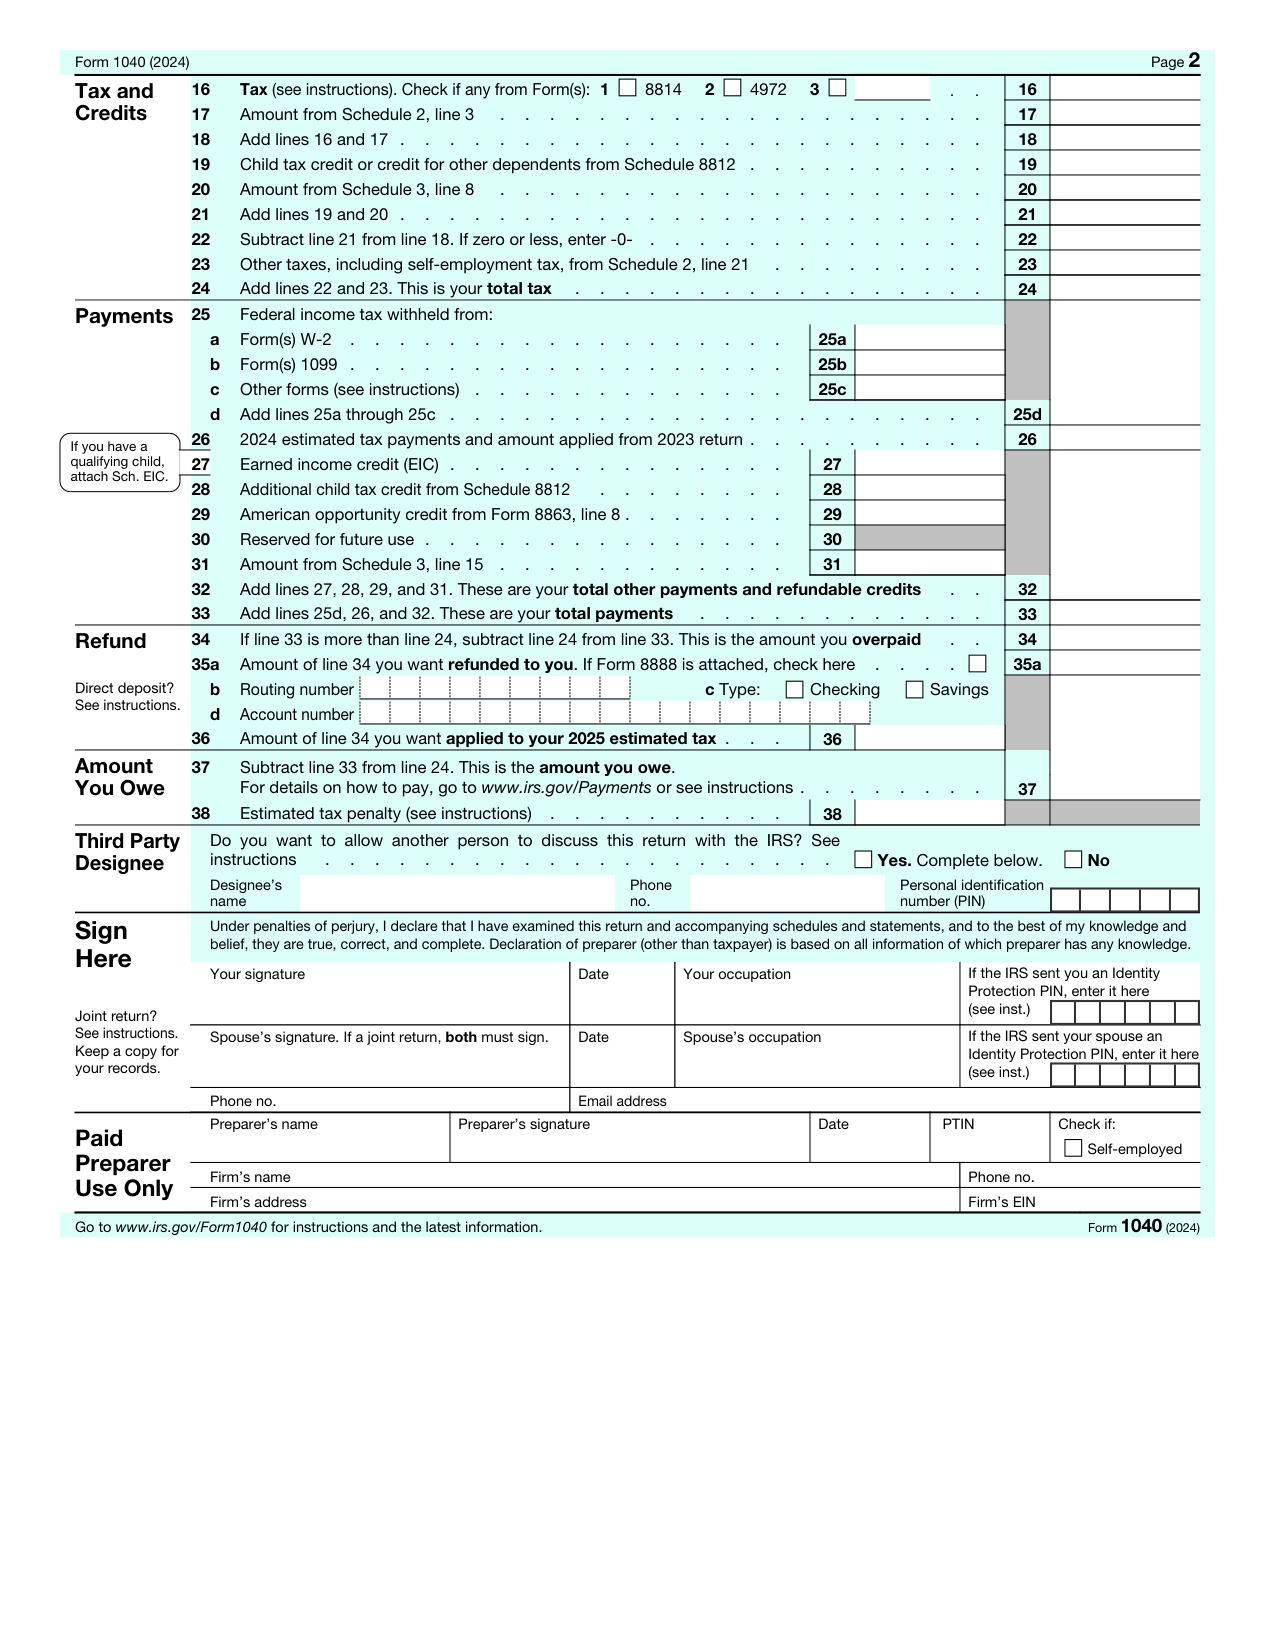 Form 1040 (2024) Page 2
Tax and Credits
16 Tax (see instructions). Check if any from Form(s): 1 8814 2 4972 3 . . 16
17 Amount from Schedule 2, line 3 . . . . . . . . . . . . . . . . . . . . 17
18 Add lines 16 and 17 . . . . . . . . . . . . . . . . . . . . . . . . 18
19 Child tax credit or credit for other dependents from Schedule 8812 . . . . . . . . . . 19
20 Amount from Schedule 3, line 8 . . . . . . . . . . . . . . . . . . . . 20
21 Add lines 19 and 20 . . . . . . . . . . . . . . . . . . . . . . . . 21
22 Subtract line 21 from line 18. If zero or less, enter -0- . . . . . . . . . . . . . . 22
23 Other taxes, including self-employment tax, from Schedule 2, line 21 . . . . . . . . . 23
24 Add lines 22 and 23. This is your total tax . . . . . . . . . . . . . . . . . 24
Payments
25 Federal income tax withheld from:
a Form(s) W-2 . . . . . . . . . . . . . . . . . . 25a
b Form(s) 1099 . . . . . . . . . . . . . . . . . . 25b
c Other forms (see instructions) . . . . . . . . . . . . . 25c
d Add lines 25a through 25c . . . . . . . . . . . . . . . . . . . . . . 25d
If you have a
qualifying child,
attach Sch. EIC.
26 2024 estimated tax payments and amount applied from 2023 return . . . . . . . . . . 26
27 Earned income credit (EIC) . . . . . . . . . . . . . . 27
28 Additional child tax credit from Schedule 8812 . . . . . . . . 28
29 American opportunity credit from Form 8863, line 8 . . . . . . . 29
30 Reserved for future use . . . . . . . . . . . . . . . 30
31 Amount from Schedule 3, line 15 . . . . . . . . . . . . 31
32 Add lines 27, 28, 29, and 31. These are your total other payments and refundable credits . . 32
33 Add lines 25d, 26, and 32. These are your total payments . . . . . . . . . . . . 33
Refund
34 If line 33 is more than line 24, subtract line 24 from line 33. This is the amount you overpaid . . 34
35a Amount of line 34 you want refunded to you. If Form 8888 is attached, check here . . . . 35a
Direct deposit?
See instructions.
b Routing number c Type: Checking Savings
d Account number
36 Amount of line 34 you want applied to your 2025 estimated tax . . . 36
Amount
You Owe
37 Subtract line 33 from line 24. This is the amount you owe.
For details on how to pay, go to www.irs.gov/Payments or see instructions . . . . . . . . 37
38 Estimated tax penalty (see instructions) . . . . . . . . . . 38
Third Party
Designee
Do you want to allow another person to discuss this return with the IRS? See
instructions . . . . . . . . . . . . . . . . . . . . . Yes. Complete below. No
Designee's
name
Phone
no.
Personal identification
number (PIN)
Sign
Here
Under penalties of perjury, I declare that I have examined this return and accompanying schedules and statements, and to the best of my knowledge and
belief, they are true, correct, and complete. Declaration of preparer (other than taxpayer) is based on all information of which preparer has any knowledge.
Joint return?
See instructions.
Keep a copy for
your records.
Your signature Date Your occupation
If the IRS sent you an Identity
Protection PIN, enter it here
(see inst.)
Spouse's signature. If a joint return, both must sign. Date Spouse's occupation
If the IRS sent your spouse an
Identity Protection PIN, enter it here
(see inst.)
Phone no. Email address
Paid
Preparer
Use Only
Preparer's name Preparer's signature Date PTIN Check if:
Self-employed
Firm's name Phone no.
Firm's address Firm's EIN
Go to www.irs.gov/Form1040 for instructions and the latest information. Form 1040 (2024)